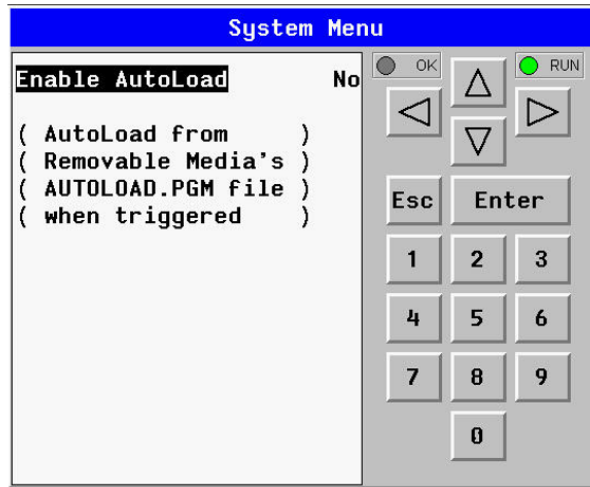 System Menu
Enable AutoLoad No
( AutoLoad from )
( Removable Media's )
( AUTOLOAD.PGM file )
( when triggered )
OK
RUN
Esc Enter
1 2 3
4 5 6
7 8 9
0